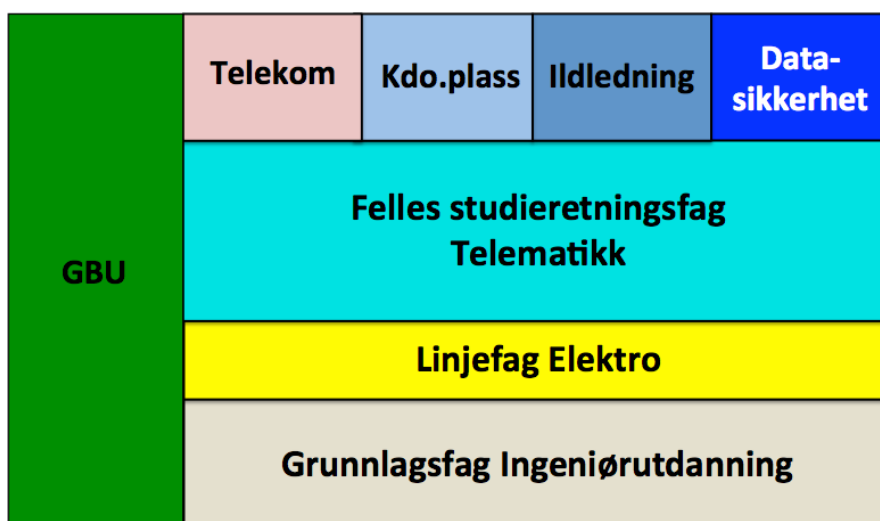 Telekom
Kdo.plass
Ildledning
Data-
sikkerhet
Felles studieretningsfag
Telematikk
GBU
Linjefag Elektro
Grunnlagsfag Ingeniørutdanning